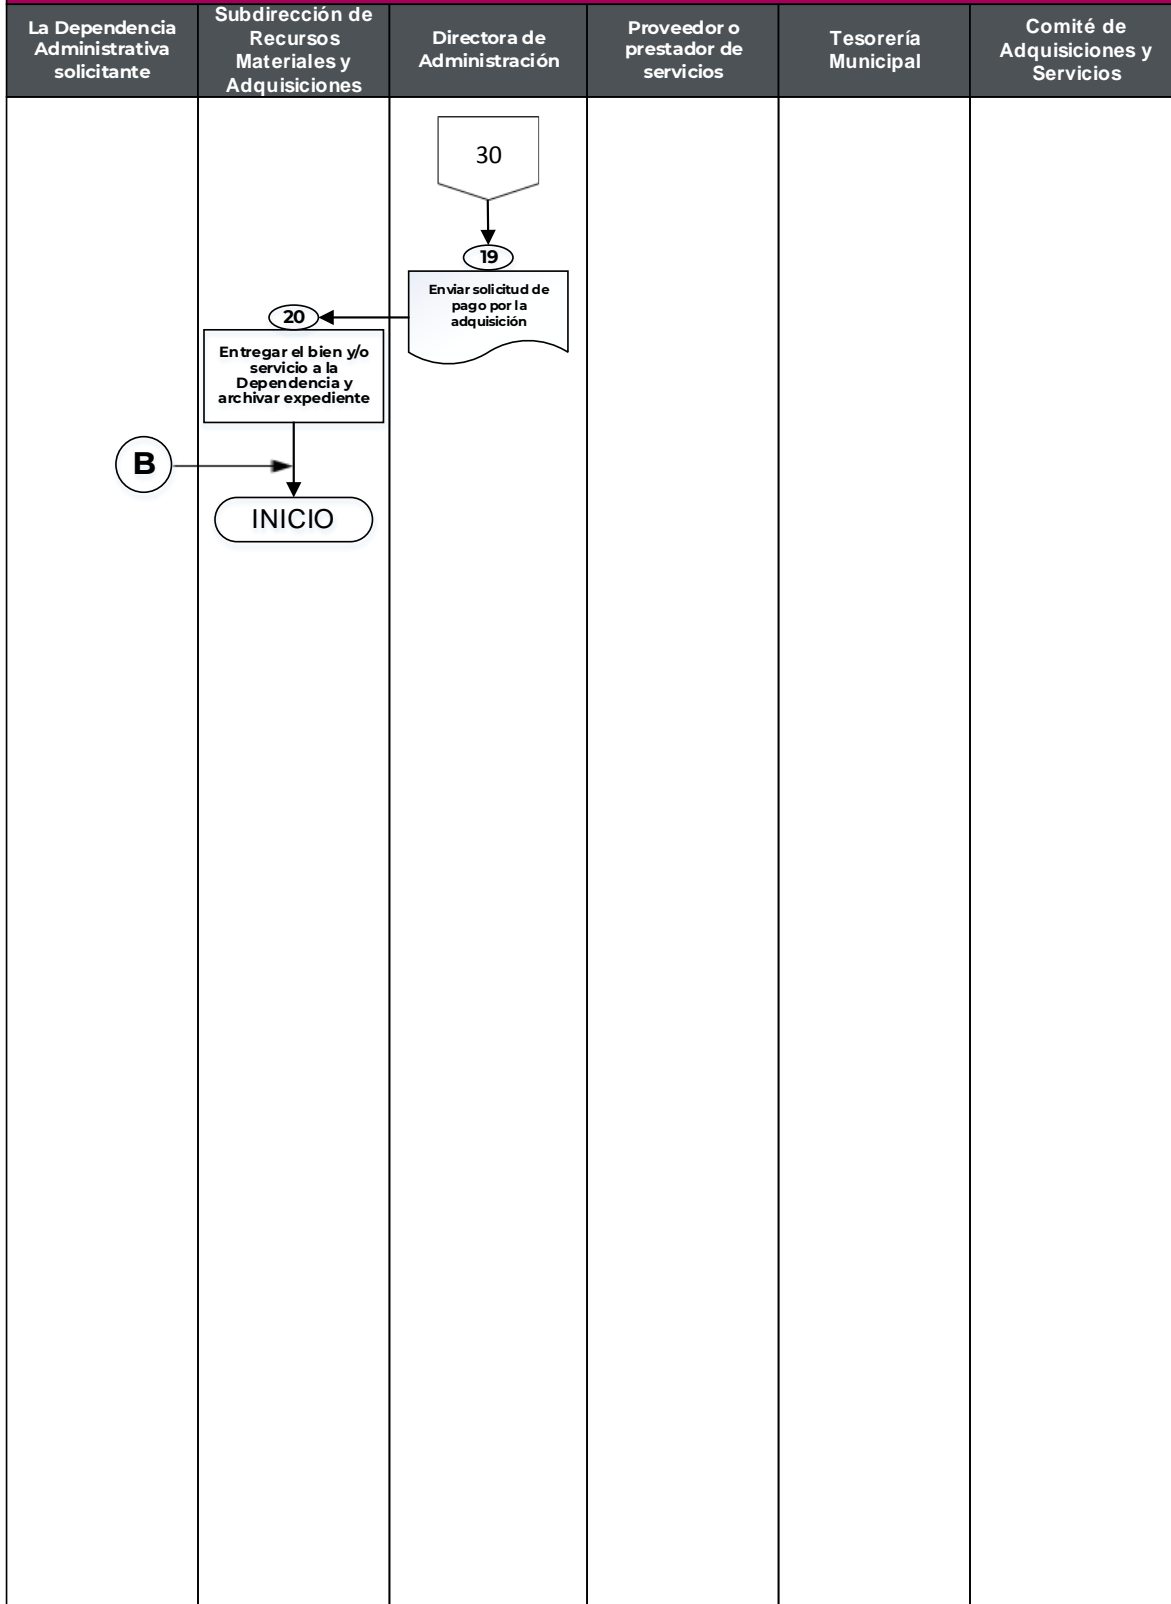 La Dependencia
Administrativa
solicitante
Subdirección de
Recursos
Materiales y
Adquisiciones
Directora de
Administración
Proveedor o
prestador de
servicios
Tesorería
Municipal
Comité de
Adquisiciones y
Servicios
30
19
Enviar solicitud de
pago por la
adquisición
20
Entregar el bien y/o
servicio a la
Dependencia y
archivar expediente
B
INICIO